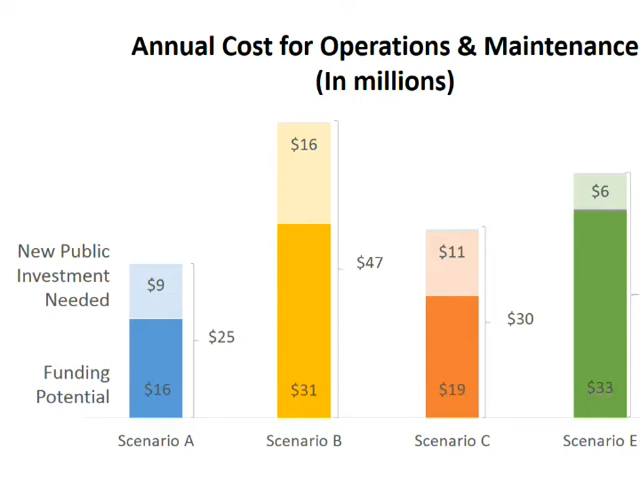 Annual Cost for Operations & Maintenance
(In millions)
$16
$6
New Public
Investment
Needed
$9
$11
$47
$25
$30
Funding
Potential
$16
$31
$19
$33
Scenario A
Scenario B
Scenario C
Scenario E